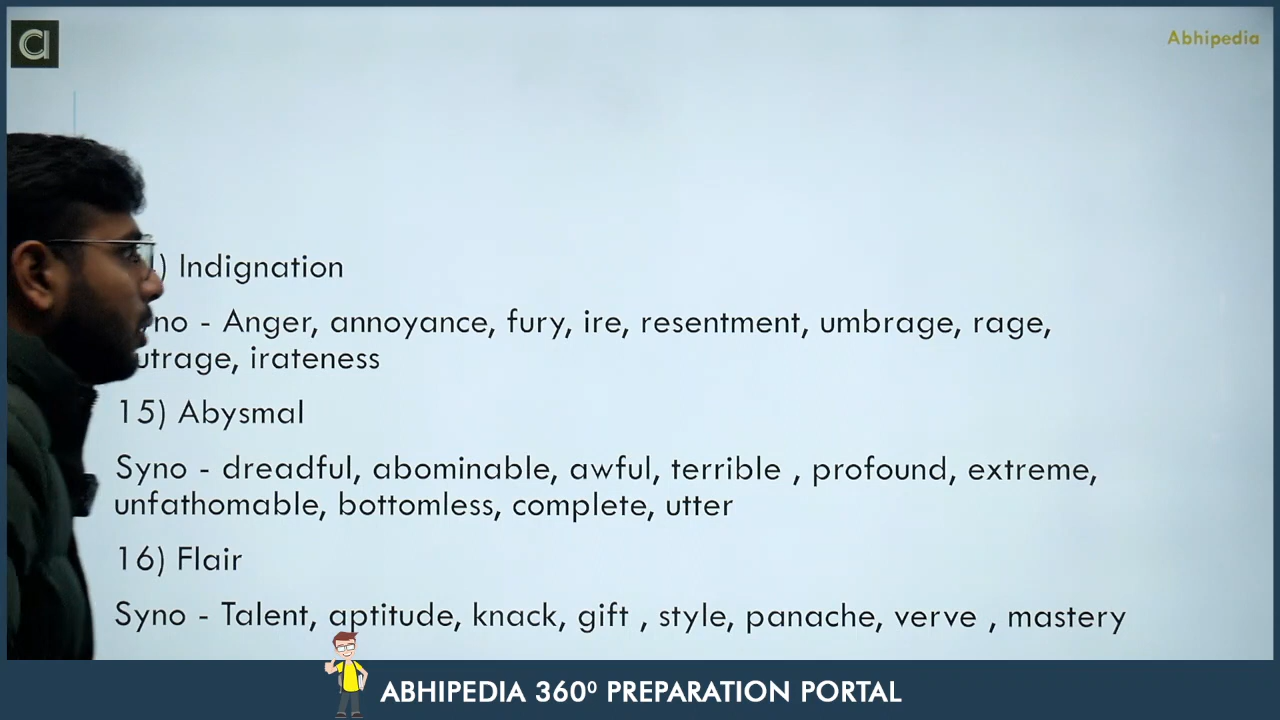 Abhipedia
) Indignation
no - Anger, annoyance, fury, ire, resentment, umbrage, rage,
utrage, irateness
15) Abysmal
Syno - dreadful, abominable, awful, terrible , profound, extreme,
unfathomable, bottomless, complete, utter
16) Flair
Syno - Talent, aptitude, knack, gift , style, panache, verve , mastery
ABHIPEDIA 360⁰ PREPARATION PORTAL